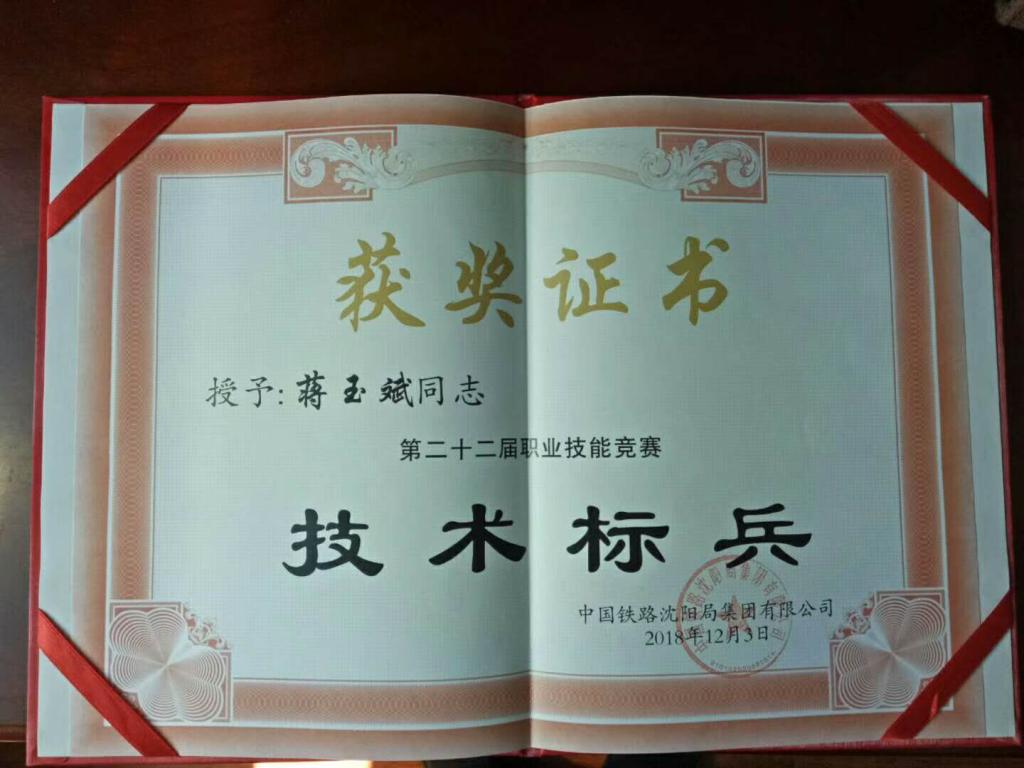 获奖证书
授予:蒋玉斌同志
第二十二届职业技能竞赛
技术标兵
中国铁路沈阳局集团有限公司
2018年12月3日